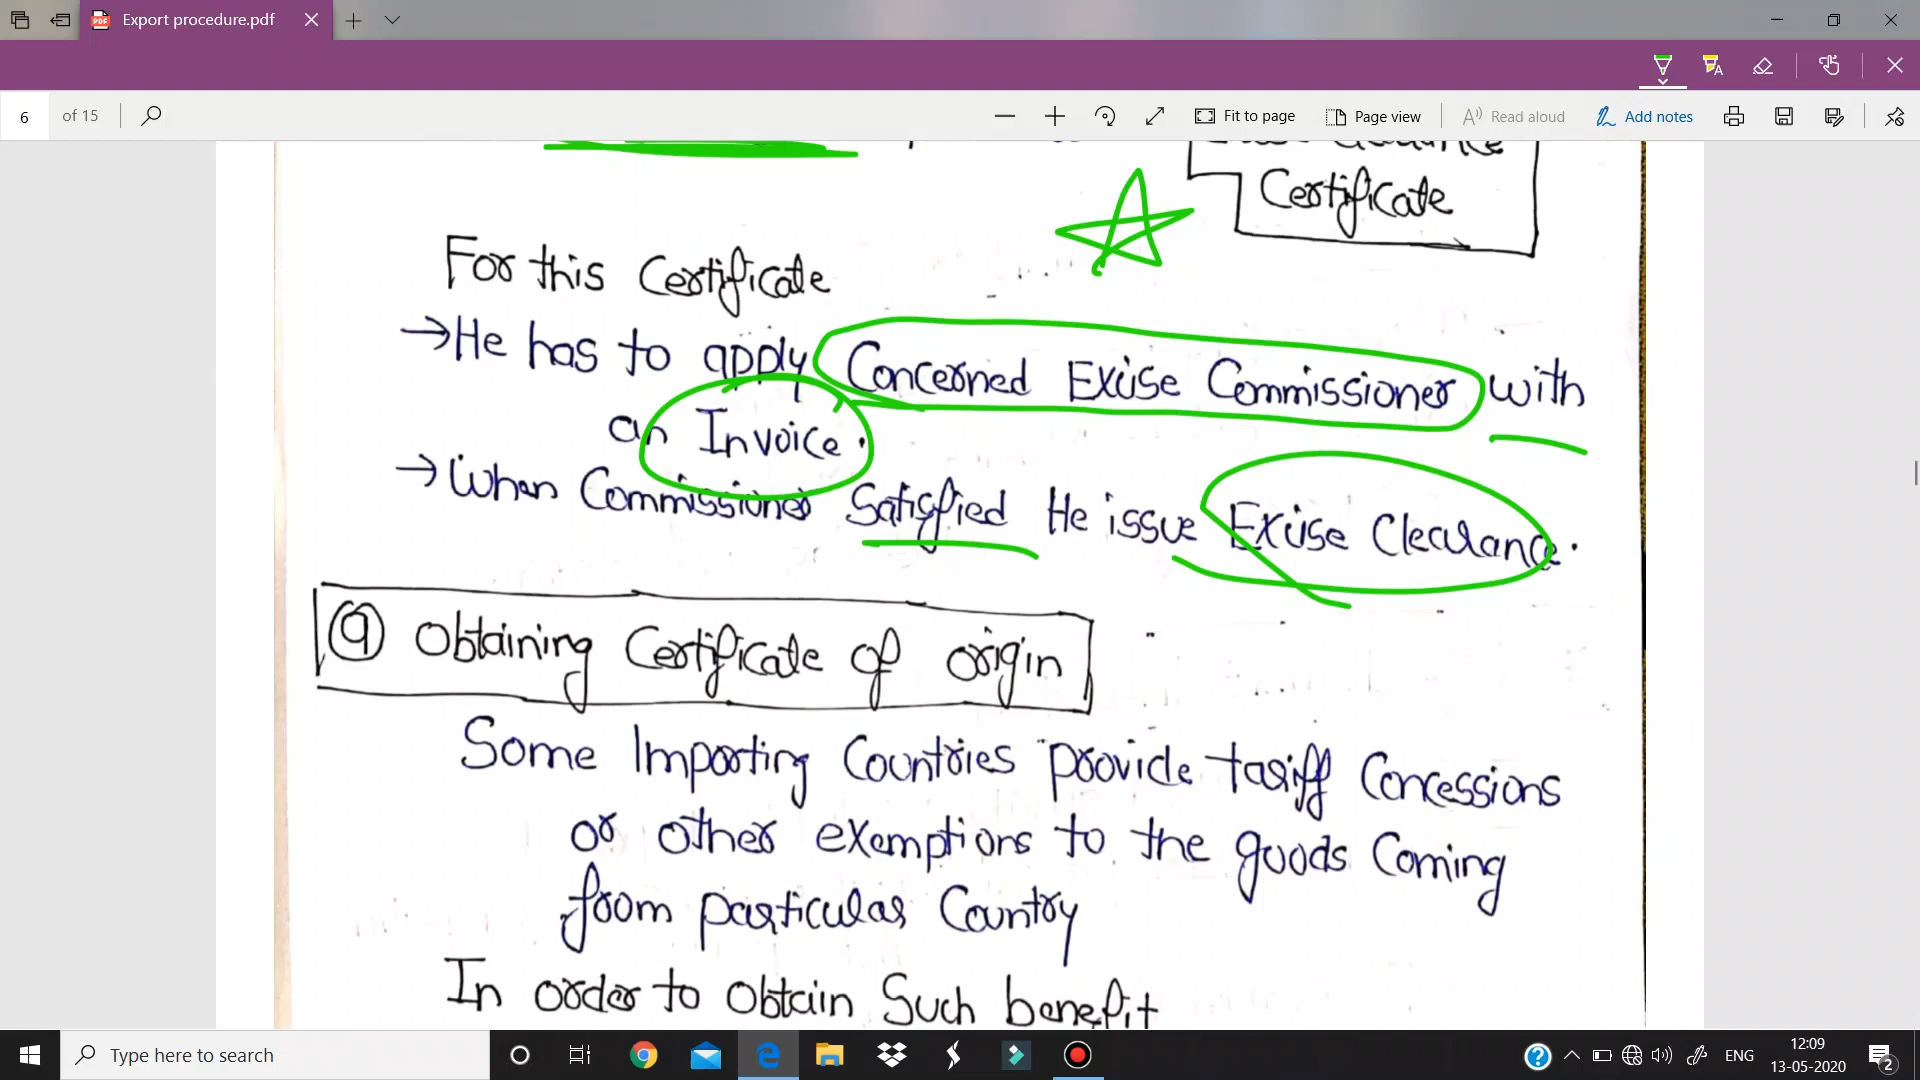 Export procedure.pdf
6 of 15
Fit to page
Page view
Read aloud
Add notes
Certificate
For this Certificate
→ He has to apply Concerned Excise Commissioner with
an Invoice.
→ When Commissioner Satisfied He issue Excise Clearance.
⑨ Obtaining Certificate of origin
Some Importing Countries provide tariff Concessions
or other exemptions to the goods Coming
from particular Country
In order to obtain Such benefit
Type here to search
ENG
12:09
13-05-2020
2